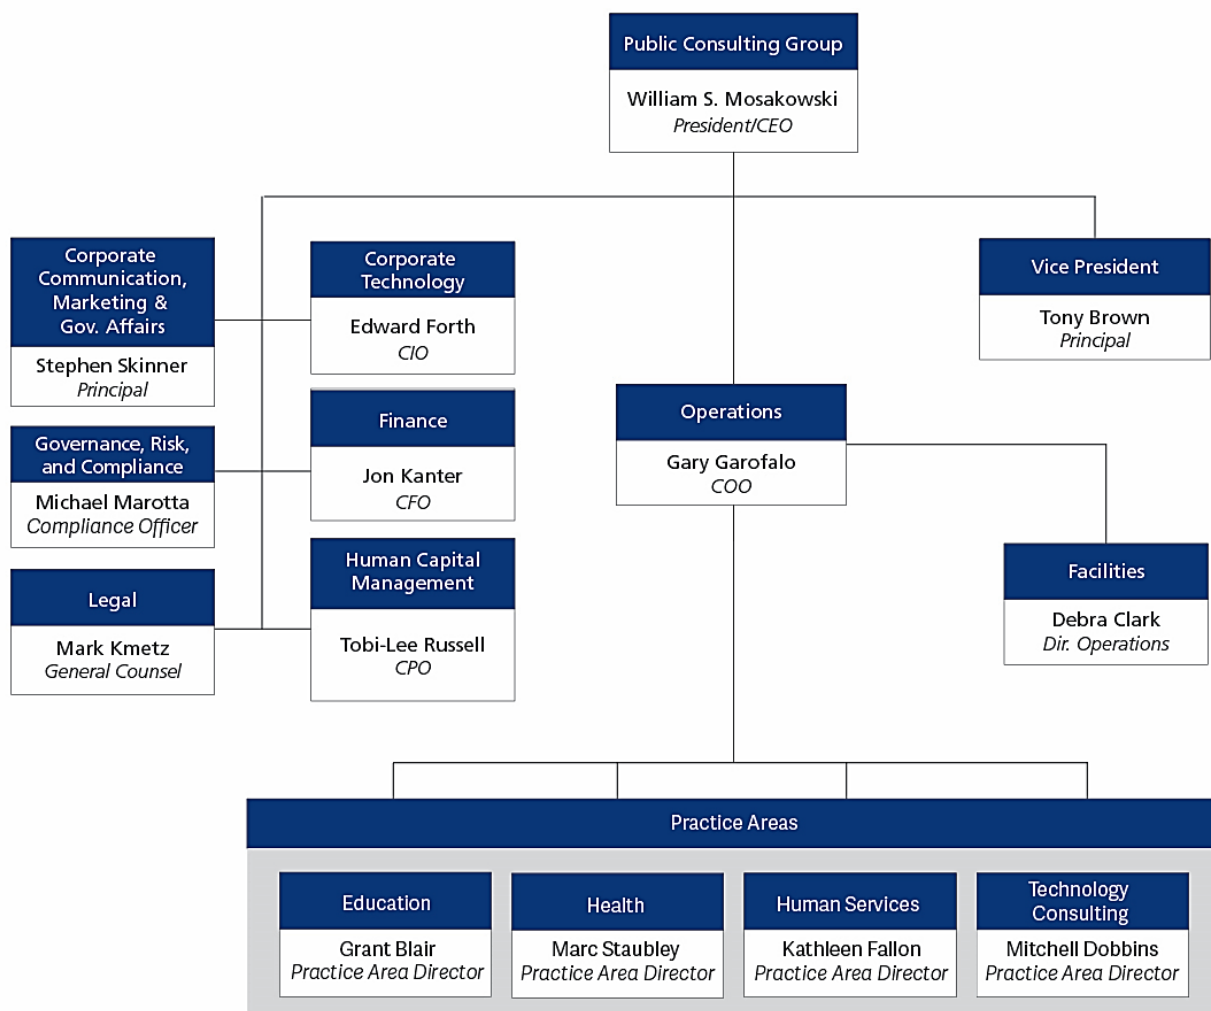 Public Consulting Group
William S. Mosakowski
President/CEO
Corporate
Communication,
Marketing &
Gov. Affairs
Stephen Skinner
Principal
Corporate
Technology
Edward Forth
CIO
Vice President
Tony Brown
Principal
Governance, Risk,
and Compliance
Michael Marotta
Compliance Officer
Finance
Jon Kanter
CFO
Operations
Gary Garofalo
COO
Legal
Mark Kmetz
General Counsel
Human Capital
Management
Tobi-Lee Russell
CPO
Facilities
Debra Clark
Dir. Operations
Practice Areas
Education
Grant Blair
Practice Area Director
Health
Marc Staubley
Practice Area Director
Human Services
Kathleen Fallon
Practice Area Director
Technology
Consulting
Mitchell Dobbins
Practice Area Director